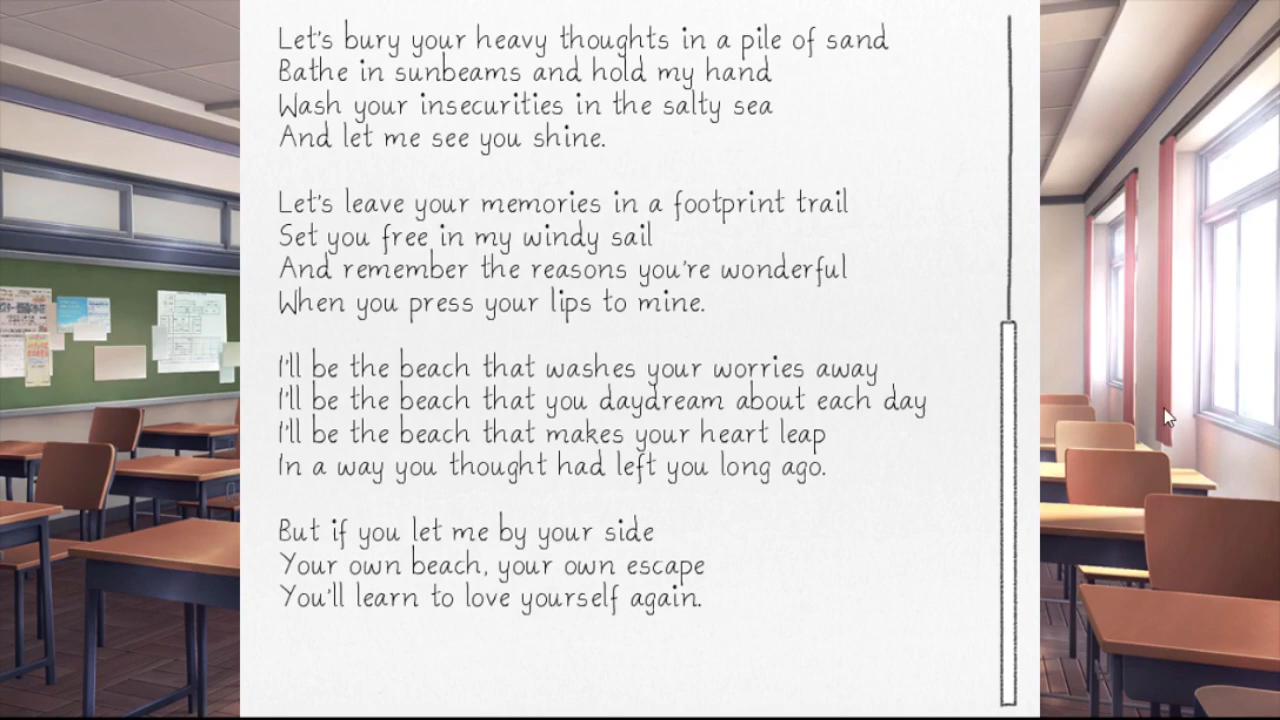 Let's bury your heavy thoughts in a pile of sand
Bathe in sunbeams and hold my hand
Wash your insecurities in the salty sea
And let me see you shine.
Let's leave your memories in a footprint trail
Set you free in my windy sail
And remember the reasons you're wonderful
When you press your lips to mine.
I'll be the beach that washes your worries away
I'll be the beach that you daydream about each day
I'll be the beach that makes your heart leap
In a way you thought had left you long ago.
But if you let me by your side
Your own beach, your own escape
You'll learn to love yourself again.